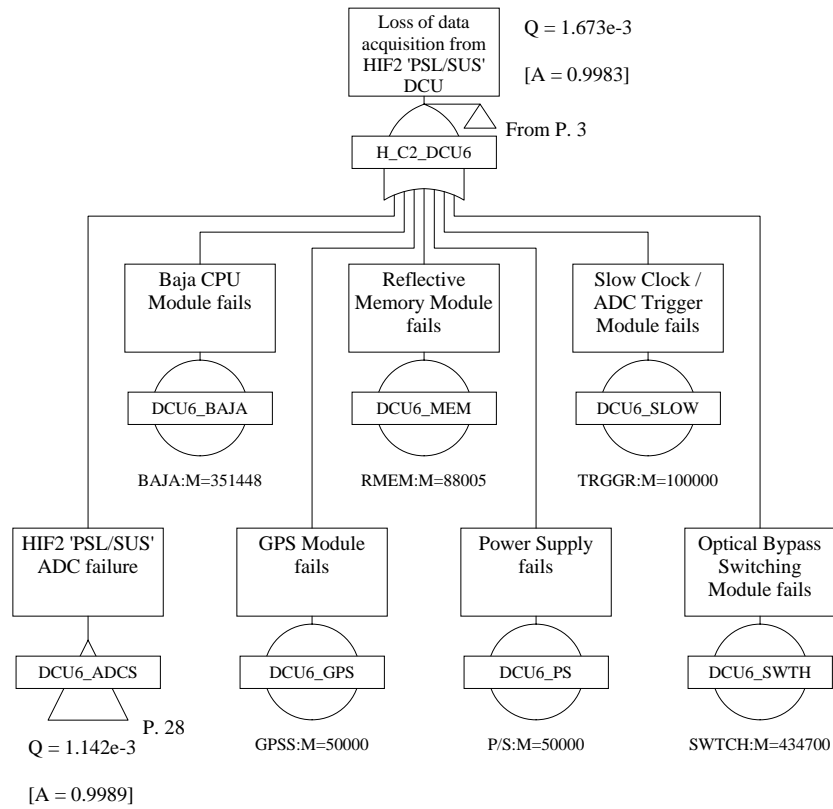 Loss of data
acquisition from
HIF2 'PSL/SUS'
DCU
Q = 1.673e-3
[A = 0.9983]
From P. 3
H_C2_DCU6
Baja CPU
Module fails
DCU6_BAJA
BAJA:M=351448
Reflective
Memory Module
fails
DCU6_MEM
RMEM:M=88005
Slow Clock /
ADC Trigger
Module fails
DCU6_SLOW
TRGGR:M=100000
HIF2 'PSL/SUS'
ADC failure
DCU6_ADCS
P. 28
Q = 1.142e-3
[A = 0.9989]
GPS Module
fails
DCU6_GPS
GPSS:M=50000
Power Supply
fails
DCU6_PS
P/S:M=50000
Optical Bypass
Switching
Module fails
DCU6_SWTH
SWTCH:M=434700